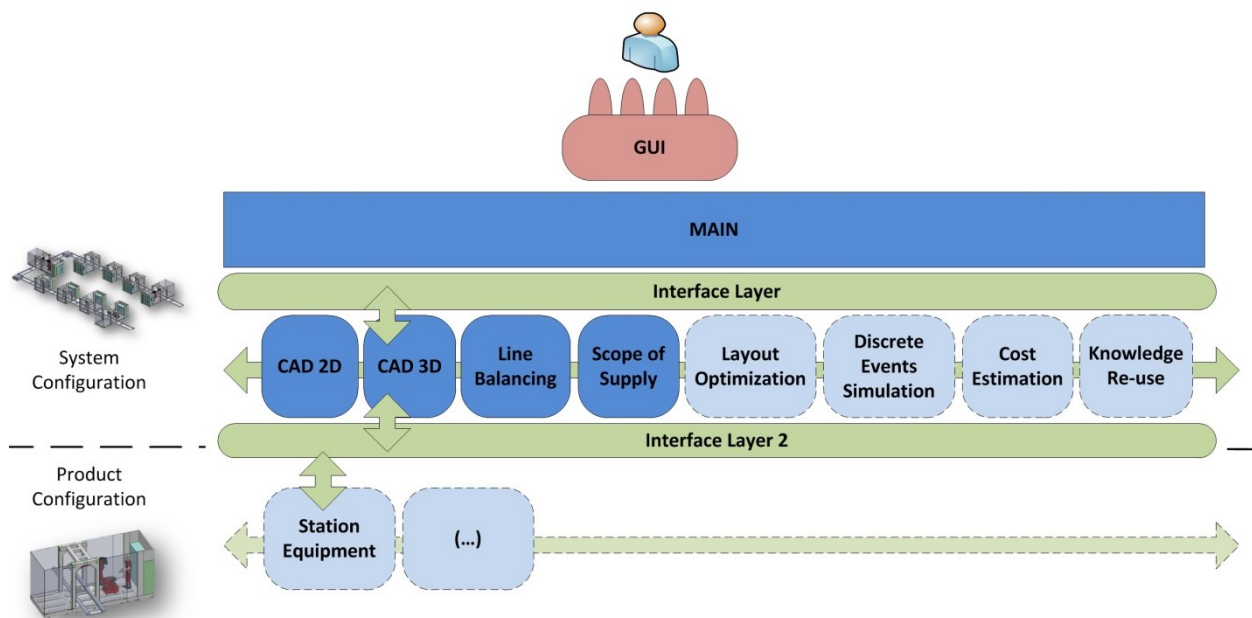 GUI
MAIN
Interface Layer
System
Configuration
CAD 2D
CAD 3D
Line
Balancing
Scope of
Supply
Layout
Optimization
Discrete
Events
Simulation
Cost
Estimation
Knowledge
Re-use
Interface Layer 2
Product
Configuration
Station
Equipment
(...)